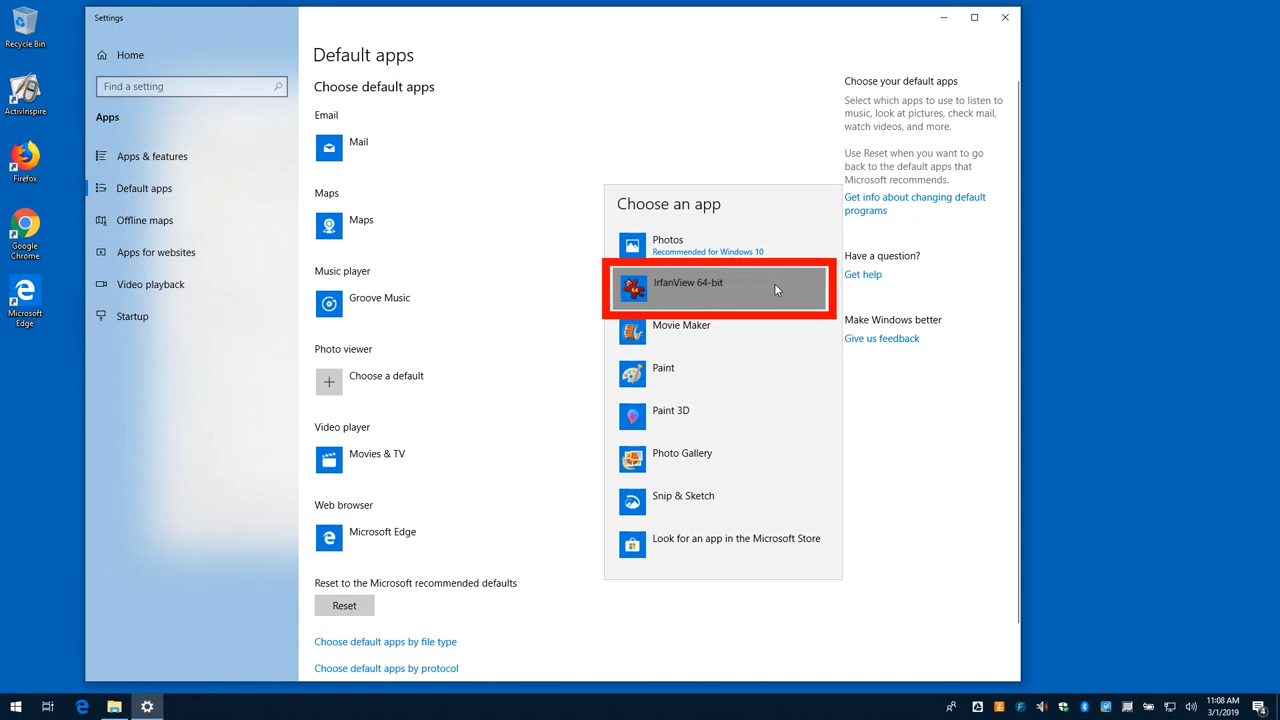 Recycle Bin
ActivInspire
Firefox
Google
Chrome
Microsoft
Edge
Settings
Home
Find a setting
Apps
Apps & features
Default apps
Offline maps
Apps for websites
Video playback
Startup
Default apps
Choose default apps
Email
Mail
Maps
Maps
Music player
Groove Music
Photo viewer
Choose a default
Video player
Movies & TV
Web browser
Microsoft Edge
Reset to the Microsoft recommended defaults
Reset
Choose default apps by file type
Choose default apps by protocol
Choose an app
Photos
Recommended for Windows 10
IrfanView 64-bit
64
Movie Maker
Paint
Paint 3D
Photo Gallery
Snip & Sketch
Look for an app in the Microsoft Store
Choose your default apps
Select which apps to use to listen to
music, look at pictures, check mail,
watch videos, and more.
Use Reset when you want to go
back to the default apps that
Microsoft recommends.
Get info about changing default
programs
Have a question?
Get help
Make Windows better
Give us feedback
11:08 AM
3/1/2019